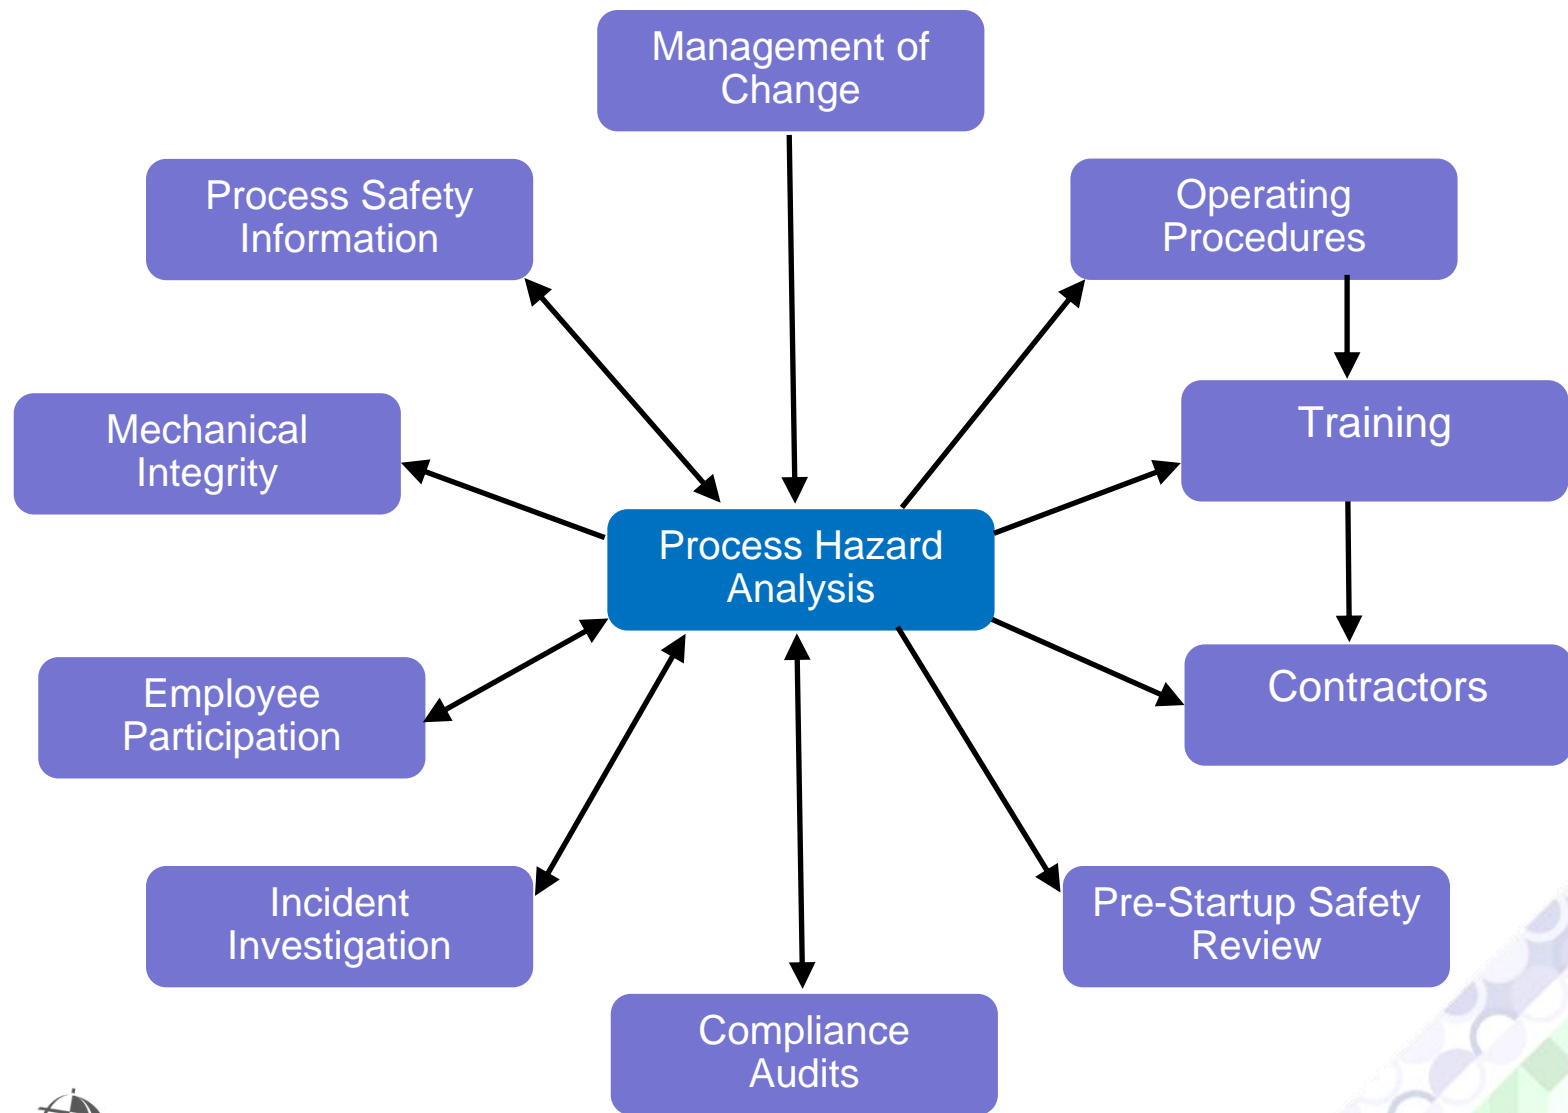 Management of
Change
Process Safety
Information
Operating
Procedures
Mechanical
Integrity
Training
Process Hazard
Analysis
Employee
Participation
Contractors
Incident
Investigation
Pre-Startup Safety
Review
Compliance
Audits